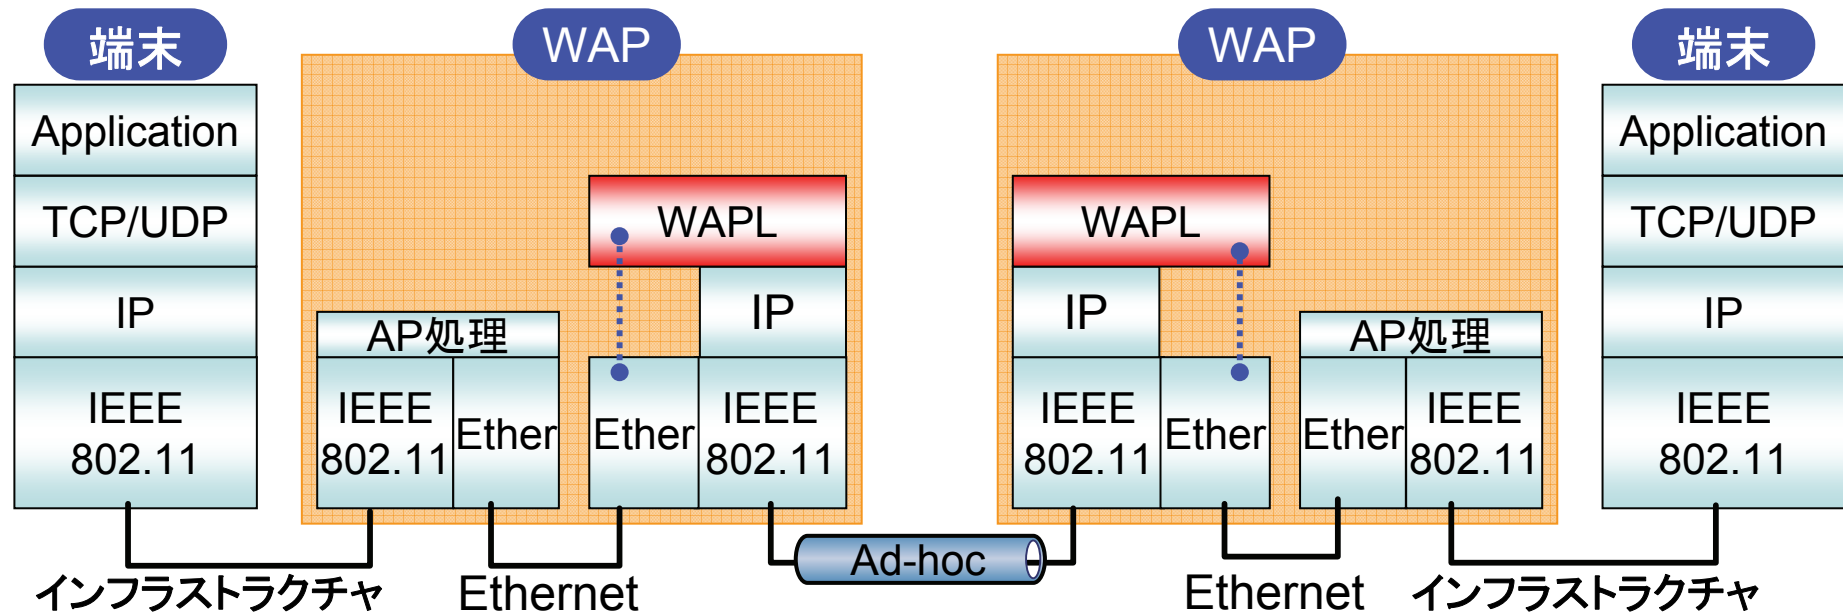 端末
WAP
WAP
端末
Application
TCP/UDP
IP
IEEE
802.11
AP処理
IEEE
802.11
Ether
WAPL
IP
Ether
IEEE
802.11
WAPL
IP
IEEE
802.11
Ether
AP処理
Ether
IEEE
802.11
Application
TCP/UDP
IP
IEEE
802.11
インフラストラクチャ
Ethernet
Ad-hoc
Ethernet
インフラストラクチャ